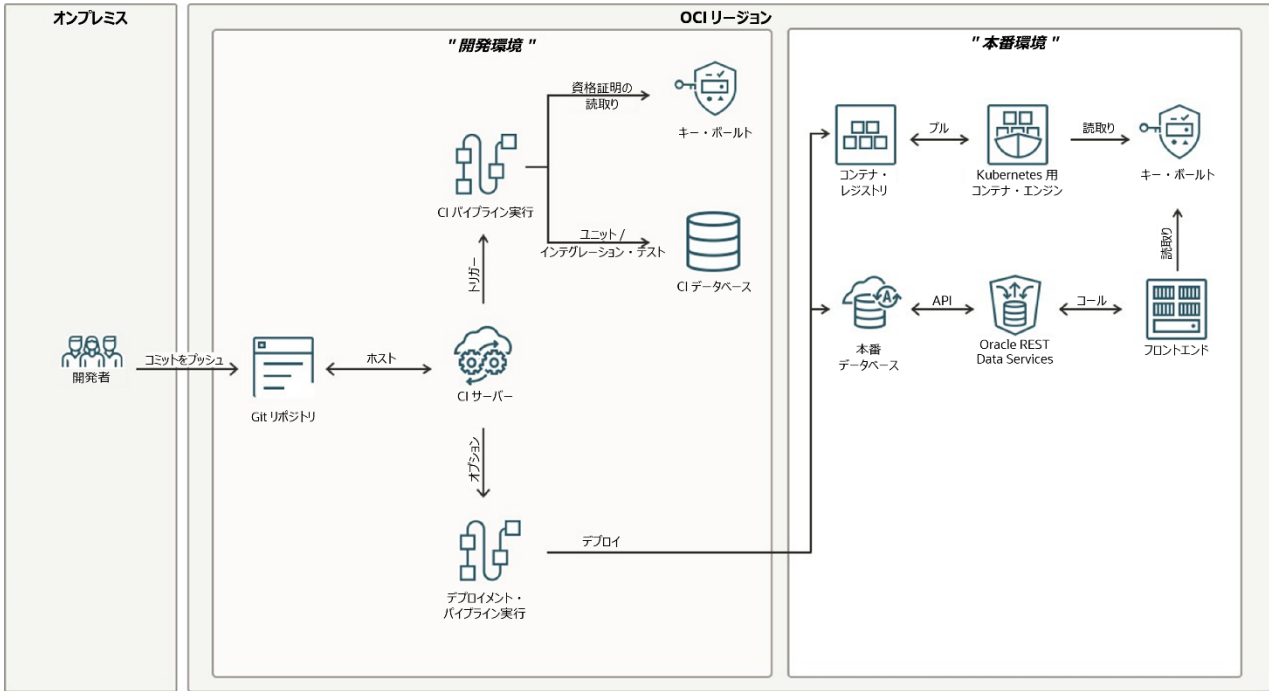 オンプレミス
OCI リージョン
" 開発環境 "
" 本番環境 "
資格証明の
読取り
キー・ボールト
CI パイプライン実行
ユニット /
インテグレーション・テスト
CI データベース
トリガー
開発者
コミットをプッシュ
Git リポジトリ
ホスト
CI サーバー
オプション
デプロイメント・
パイプライン実行
デプロイ
コンテナ・
レジストリ
プル
Kubernetes 用
コンテナ・エンジン
読取り
キー・ボールト
読取り
本番
データベース
API
Oracle REST
Data Services
コール
フロントエンド